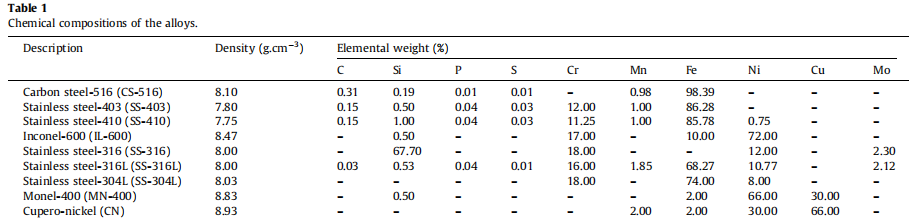 Table 1
Chemical compositions of the alloys.
Description Density (g.cm−3) Elemental weight (%)
C Si P S Cr Mn Fe Ni Cu Mo
Carbon steel-516 (CS-516) 8.10 0.31 0.19 0.01 0.01 – 0.98 98.39 – – –
Stainless steel-403 (SS-403) 7.80 0.15 0.50 0.04 0.03 12.00 1.00 86.28 – – –
Stainless steel-410 (SS-410) 7.75 0.15 1.00 0.04 0.03 11.25 1.00 85.78 0.75 – –
Inconel-600 (IL-600) 8.47 – 0.50 – – 17.00 – 10.00 72.00 – –
Stainless steel-316 (SS-316) 8.00 – 67.70 – – 18.00 – – 12.00 – 2.30
Stainless steel-316L (SS-316L) 8.00 0.03 0.53 0.04 0.01 16.00 1.85 68.27 10.77 – 2.12
Stainless steel-304L (SS-304L) 8.03 – – – – 18.00 – 74.00 8.00 – –
Monel-400 (MN-400) 8.83 – 0.50 – – – – 2.00 66.00 30.00 –
Cupero-nickel (CN) 8.93 – – – – – 2.00 2.00 30.00 66.00 –